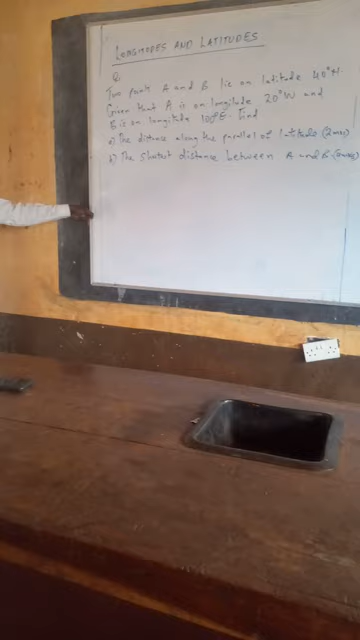 LONGITUDES AND LATITUDES
Q.
Two points A and B lie on latitude 40°N.
Given that A is on longitude 20°W and
B is on longitude 100°E. Find
a) The distance along the parallel of latitude (2mks)
b) The shortest distance between A and B.